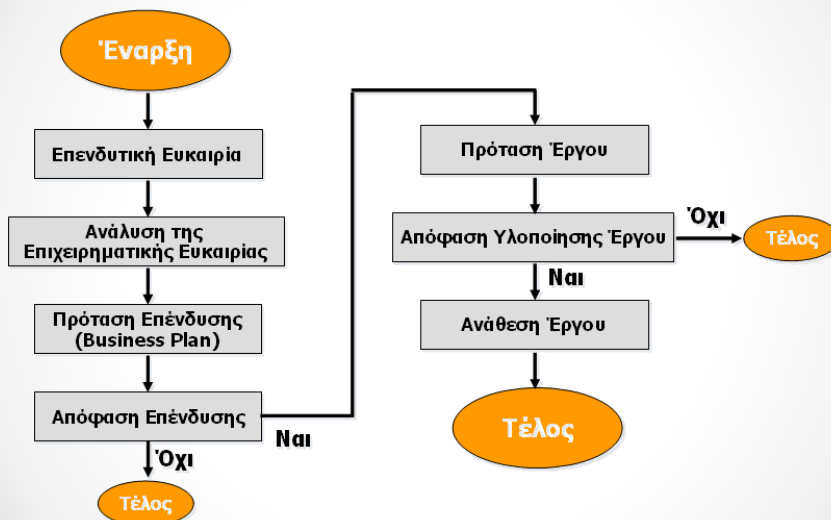 Έναρξη
Επενδυτική Ευκαιρία
Ανάλυση της
Επιχειρηματικής Ευκαιρίας
Πρόταση Επένδυσης
(Business Plan)
Απόφαση Επένδυσης
Ναι
Όχι
Τέλος
Πρόταση Έργου
Απόφαση Υλοποίησης Έργου
Όχι
Τέλος
Ναι
Ανάθεση Έργου
Τέλος